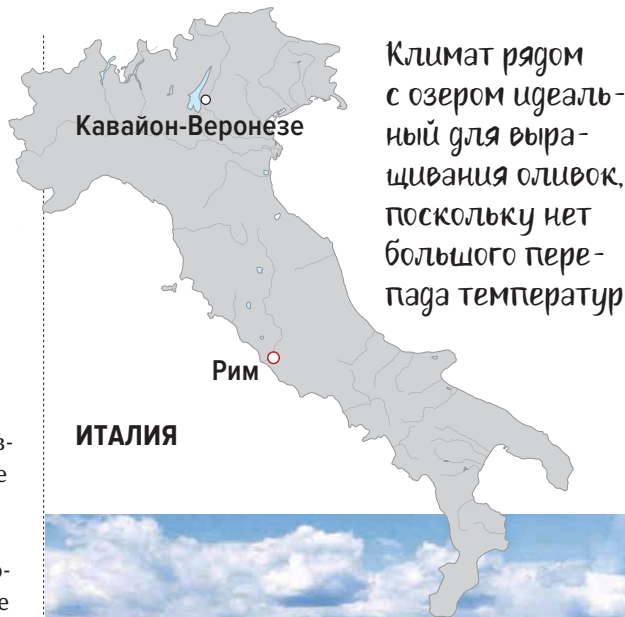 Климат рядом
с озером идеаль-
ный для выра-
щивания оливок,
поскольку нет
большого пере-
пада температур
Кавайон-Веронезе
Рим
ИТАЛИЯ
в-
е
о-
е